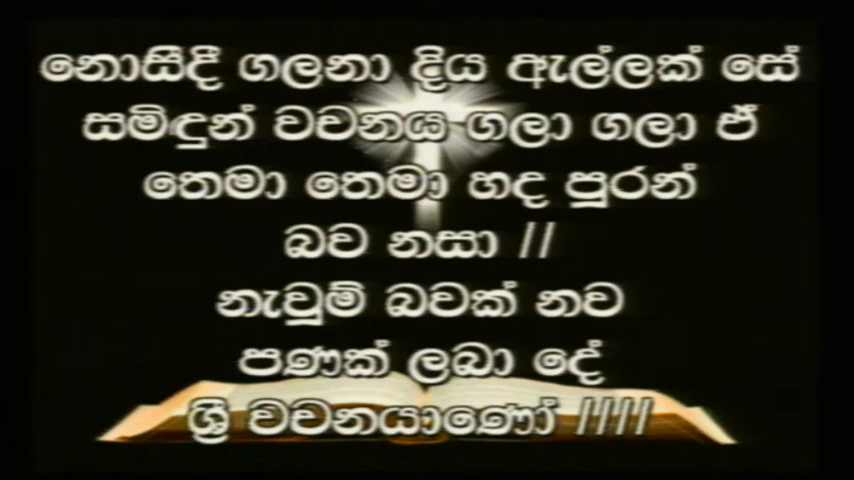 නොසීදී ගලනා දිය ඇල්ලක් සේ
සමිඳුන් වචනය ගලා ගලා ඒ
තෙමා තෙමා හද පුරන්
බව නසා //
නැවුම් බවක් නව
පණක් ලබා දේ
ශ්‍රී වචනයාණෝ ////